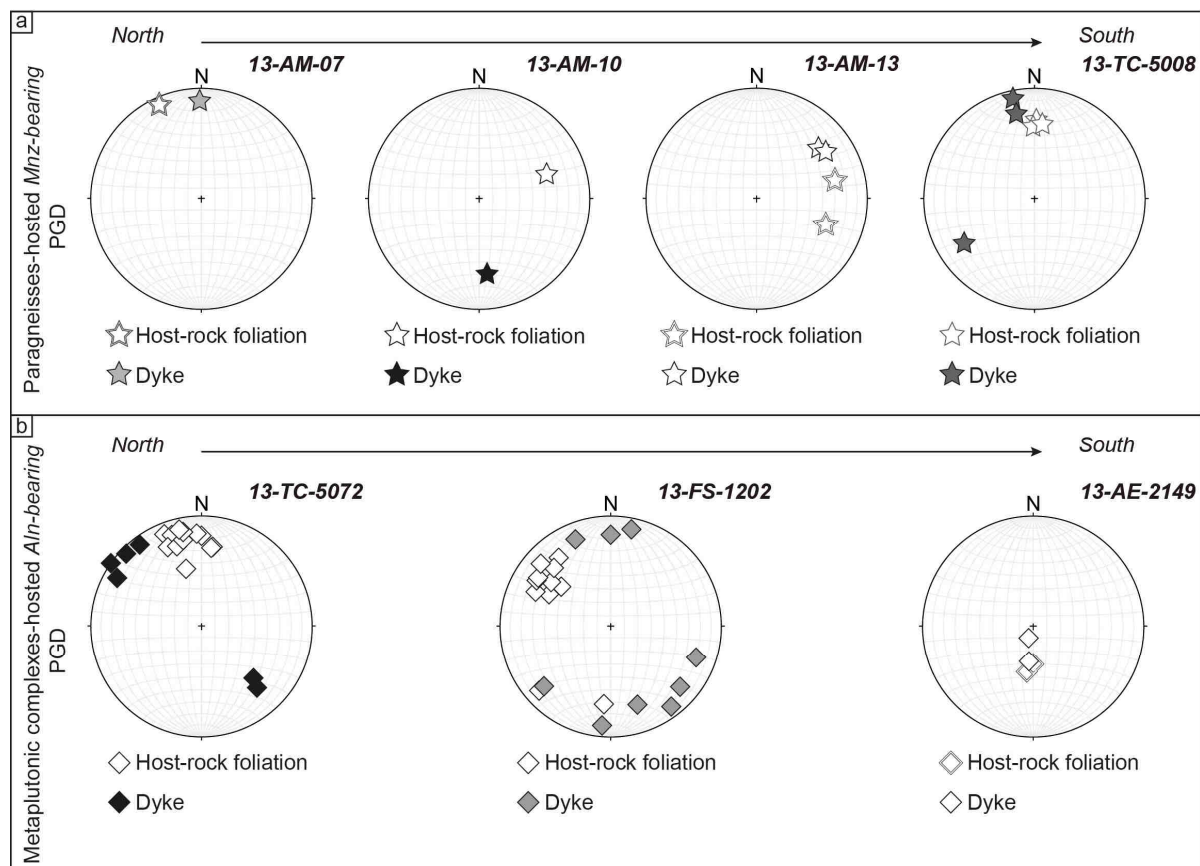 a
North
South
13-AM-07
13-AM-10
13-AM-13
13-TC-5008
N
N
N
N
Paragneisses-hosted Mnz-bearing
PGD
Host-rock foliation
Host-rock foliation
Host-rock foliation
Host-rock foliation
Dyke
Dyke
Dyke
Dyke
b
North
South
13-TC-5072
13-FS-1202
13-AE-2149
N
N
N
Metaplutonic complexes-hosted Aln-bearing
PGD
Host-rock foliation
Host-rock foliation
Host-rock foliation
Dyke
Dyke
Dyke